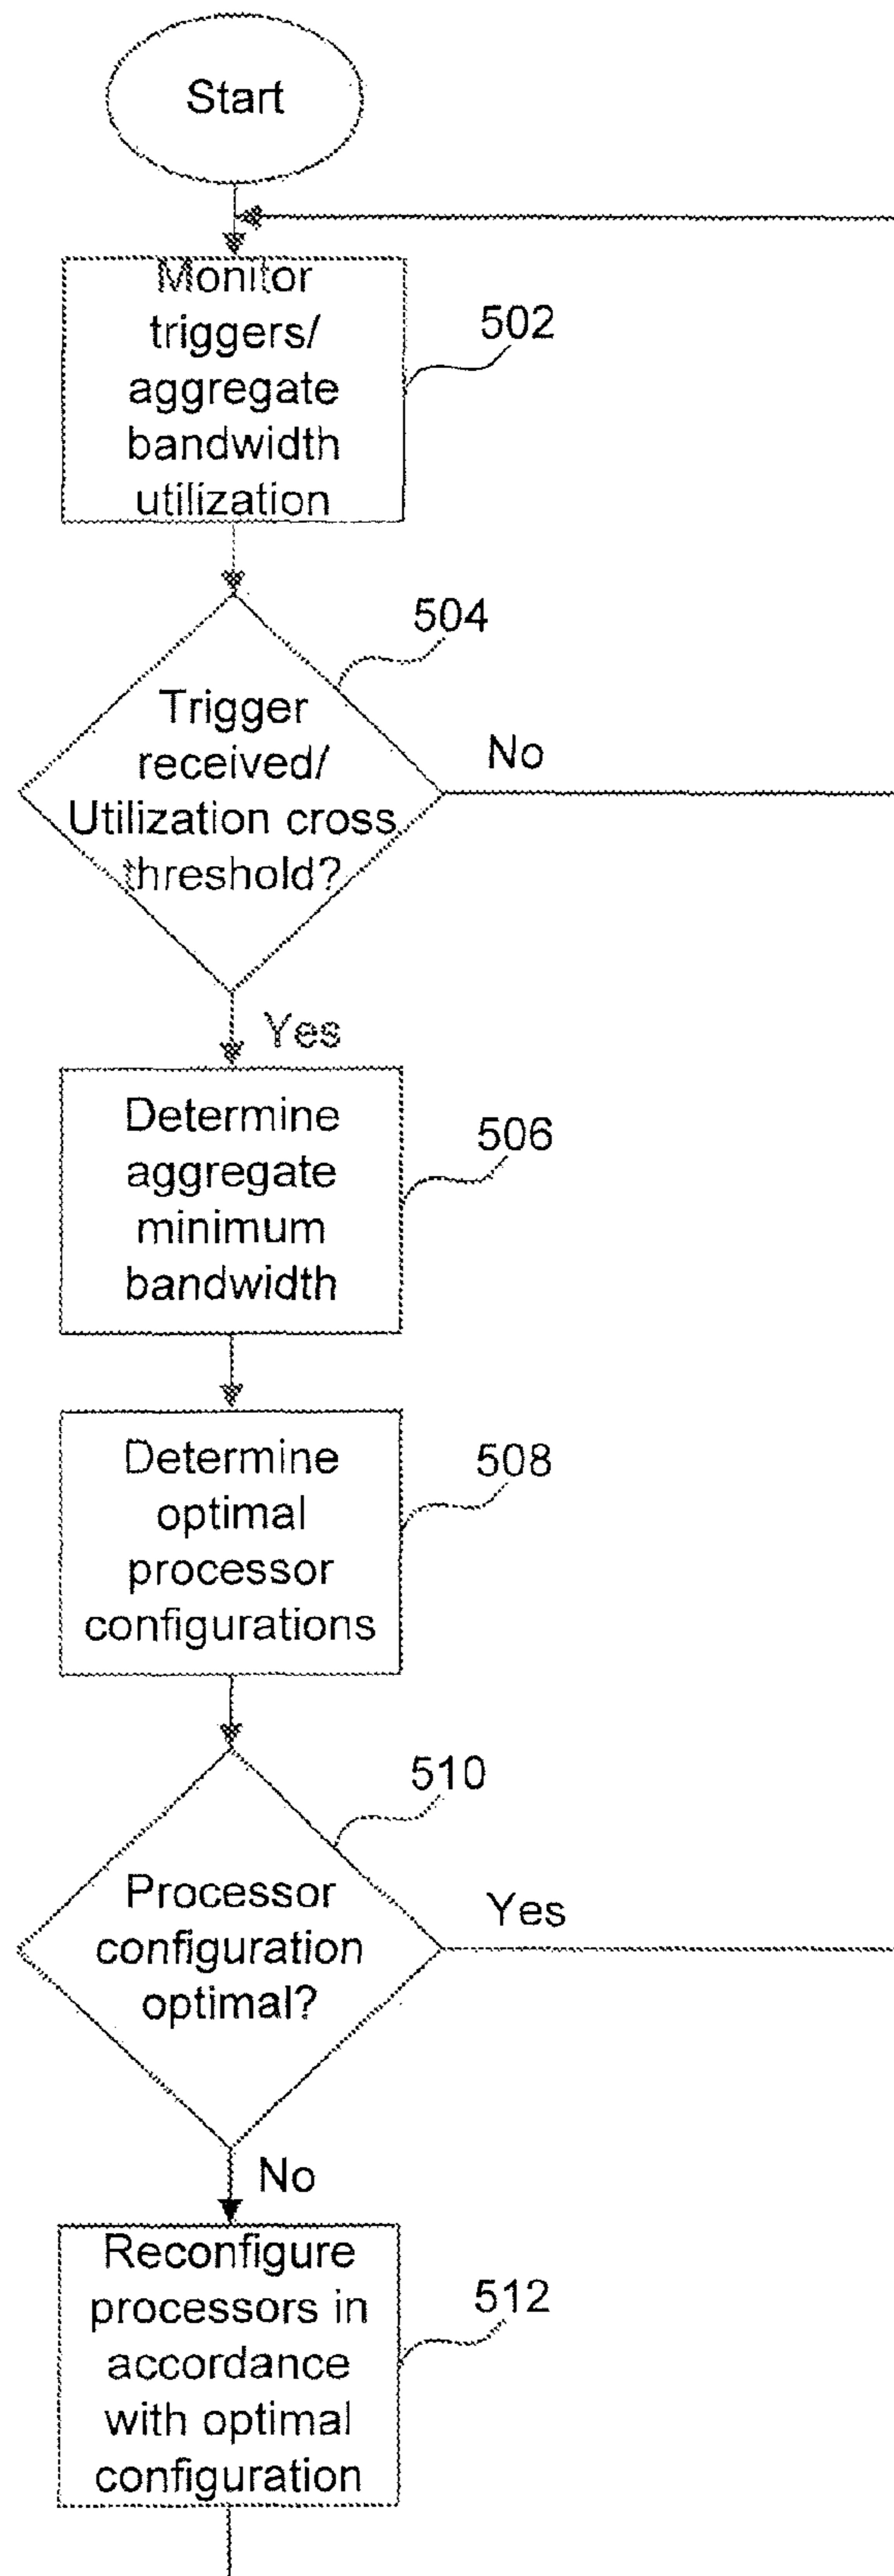 Start
Monitor
triggers/
aggregate
bandwidth
utilization
502
504
Trigger
received/
Utilization cross
threshold?
No
Yes
Determine
aggregate
minimum
bandwidth
506
Determine
optimal
processor
configurations
508
510
Processor
configuration
optimal?
Yes
No
Reconfigure
processors in
accordance
with optimal
configuration
512